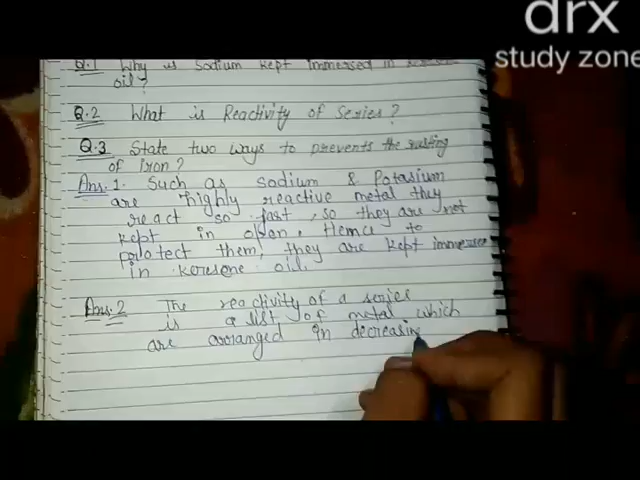 drx
study zone
Q.1 Why is Sodium kept immersed in kerosene
oil?
Q.2 What is Reactivity of Series?
Q.3 State two ways to prevents the rusting
of iron?
Ans. 1. Such as sodium & Potasium
are highly reactive metal they
react so fast, so they are not
kept in open, Hence to
protect them, they are kept immersed
in keresene oil.
Ans. 2 The reactivity of a series
is a list of metal which
are arranged in decreasin